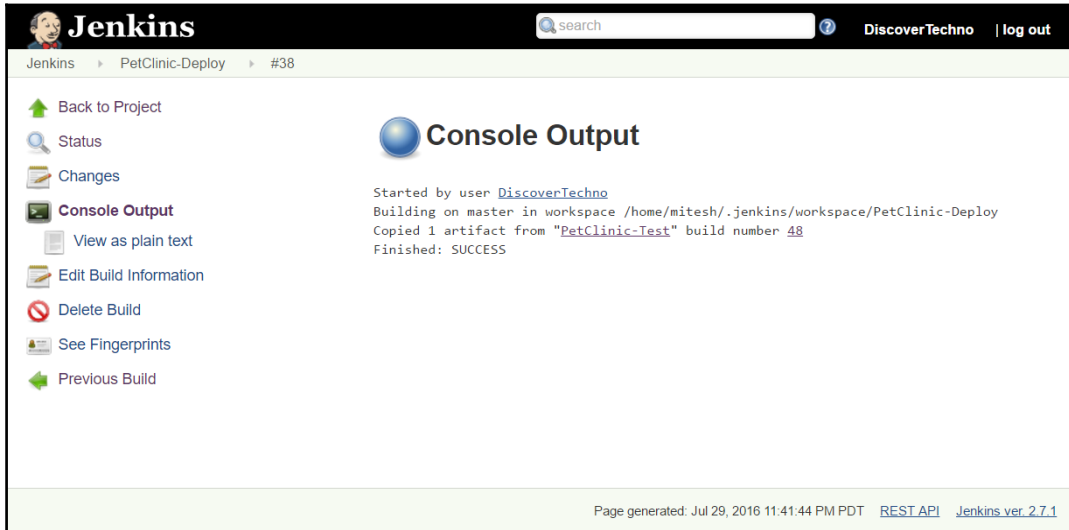 Jenkins
search
DiscoverTechno | log out
Jenkins PetClinic-Deploy #38
Back to Project
Status
Changes
Console Output
View as plain text
Edit Build Information
Delete Build
See Fingerprints
Previous Build
Console Output
Started by user DiscoverTechno
Building on master in workspace /home/mitesh/.jenkins/workspace/PetClinic-Deploy
Copied 1 artifact from "PetClinic-Test" build number 48
Finished: SUCCESS
Page generated: Jul 29, 2016 11:41:44 PM PDT REST API Jenkins ver. 2.7.1